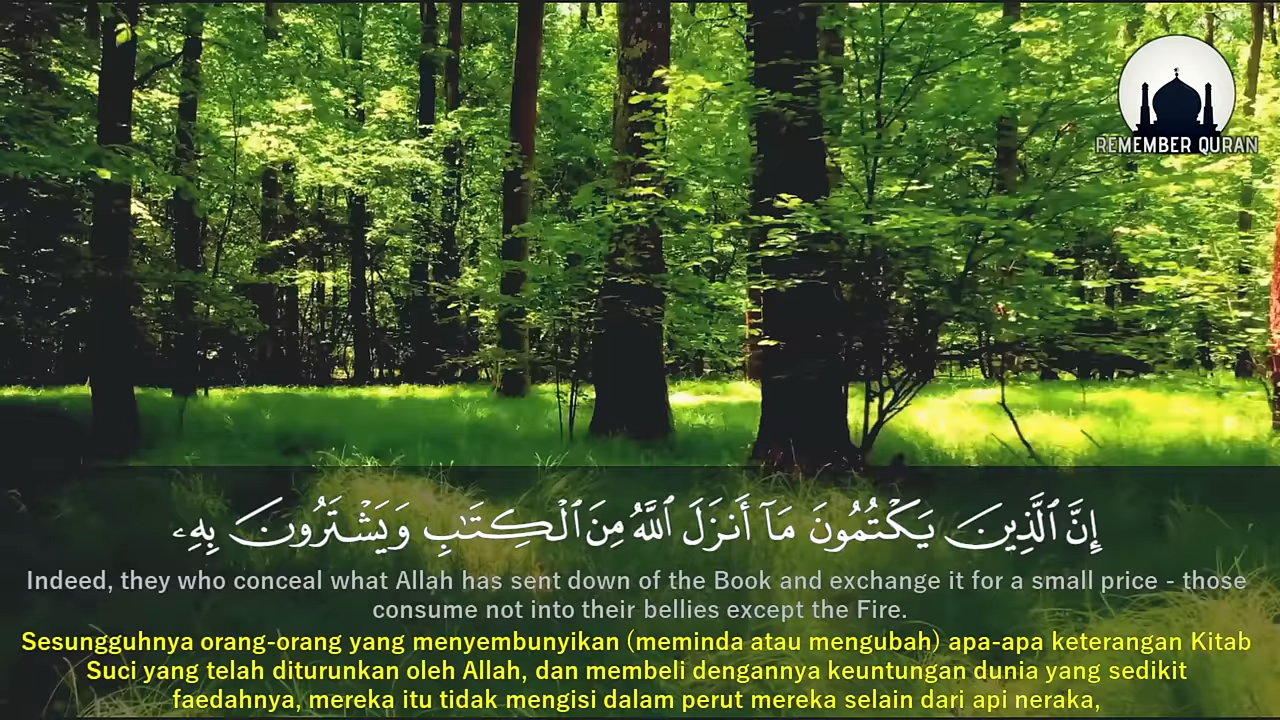 REMEMBER QURAN
إِنَّ ٱلَّذِينَ يَكْتُمُونَ مَآ أَنزَلَ ٱللَّهُ مِنَ ٱلْكِتَـٰبِ وَيَشْتَرُونَ بِهِۦ
Indeed, they who conceal what Allah has sent down of the Book and exchange it for a small price - those
consume not into their bellies except the Fire.
Sesungguhnya orang-orang yang menyembunyikan (meminda atau mengubah) apa-apa keterangan Kitab
Suci yang telah diturunkan oleh Allah, dan membeli dengannya keuntungan dunia yang sedikit
faedahnya, mereka itu tidak mengisi dalam perut mereka selain dari api neraka,